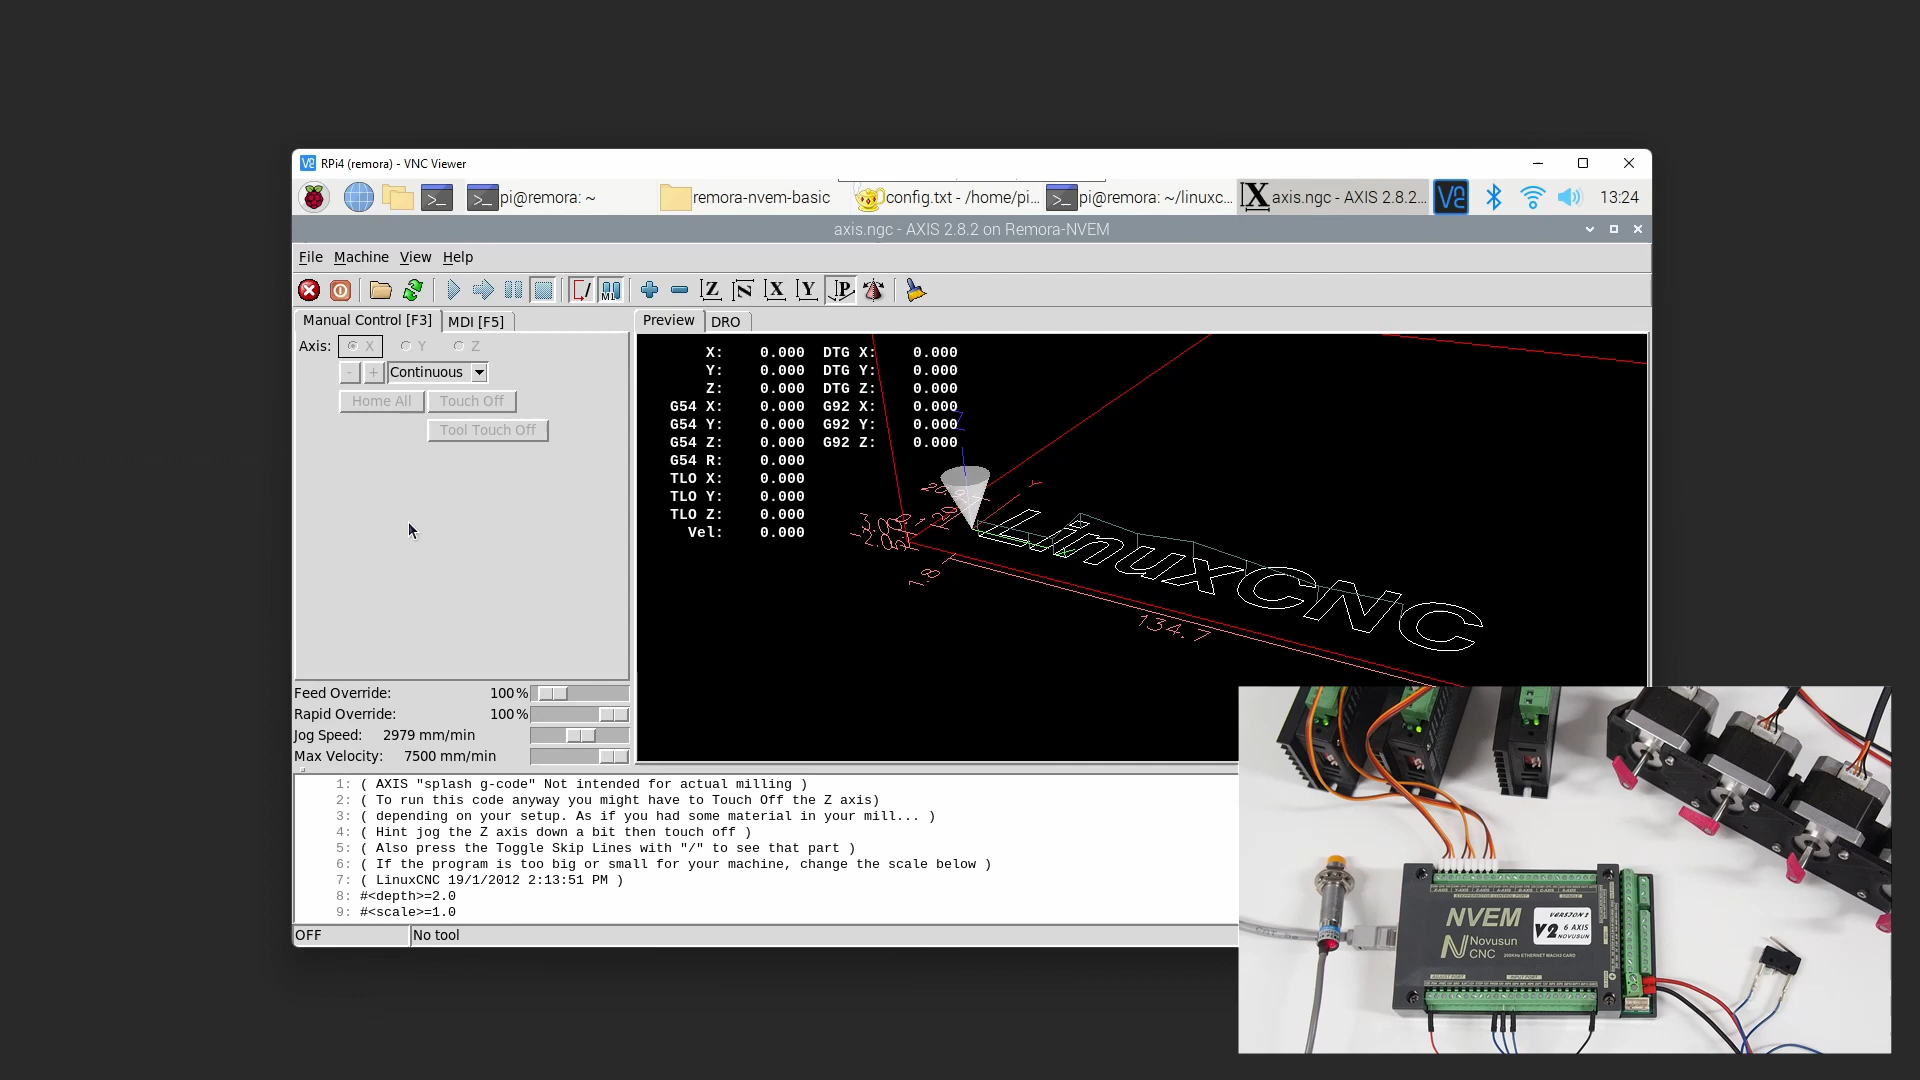 RPi4 (remora) - VNC Viewer
pi@remora: ~
remora-nvem-basic
config.txt - /home/pi...
pi@remora: ~/linuxc...
axis.ngc - AXIS 2.8.2...
13:24
axis.ngc - AXIS 2.8.2 on Remora-NVEM
File Machine View Help
Manual Control [F3] MDI [F5]
Preview DRO
Axis: X Y Z
- + Continuous
Home All Touch Off
Tool Touch Off
X: 0.000 DTG X: 0.000
Y: 0.000 DTG Y: 0.000
Z: 0.000 DTG Z: 0.000
G54 X: 0.000 G92 X: 0.000
G54 Y: 0.000 G92 Y: 0.000
G54 Z: 0.000 G92 Z: 0.000
G54 R: 0.000
TLO X: 0.000
TLO Y: 0.000
TLO Z: 0.000
Vel: 0.000
LinuxCNC
134.7
Feed Override: 100%
Rapid Override: 100%
Jog Speed: 2979 mm/min
Max Velocity: 7500 mm/min
1: ( AXIS "splash g-code" Not intended for actual milling )
2: ( To run this code anyway you might have to Touch Off the Z axis)
3: ( depending on your setup. As if you had some material in your mill... )
4: ( Hint jog the Z axis down a bit then touch off )
5: ( Also press the Toggle Skip Lines with "/" to see that part )
6: ( If the program is too big or small for your machine, change the scale below )
7: ( LinuxCNC 19/1/2012 2:13:51 PM )
8: #<depth>=2.0
9: #<scale>=1.0
OFF No tool
NVEM
Novusun
CNC
200KHz ETHERNET MACH3 CARD
VERSION 2
V2 6 AXIS
NOVUSUN
INPUT PORT